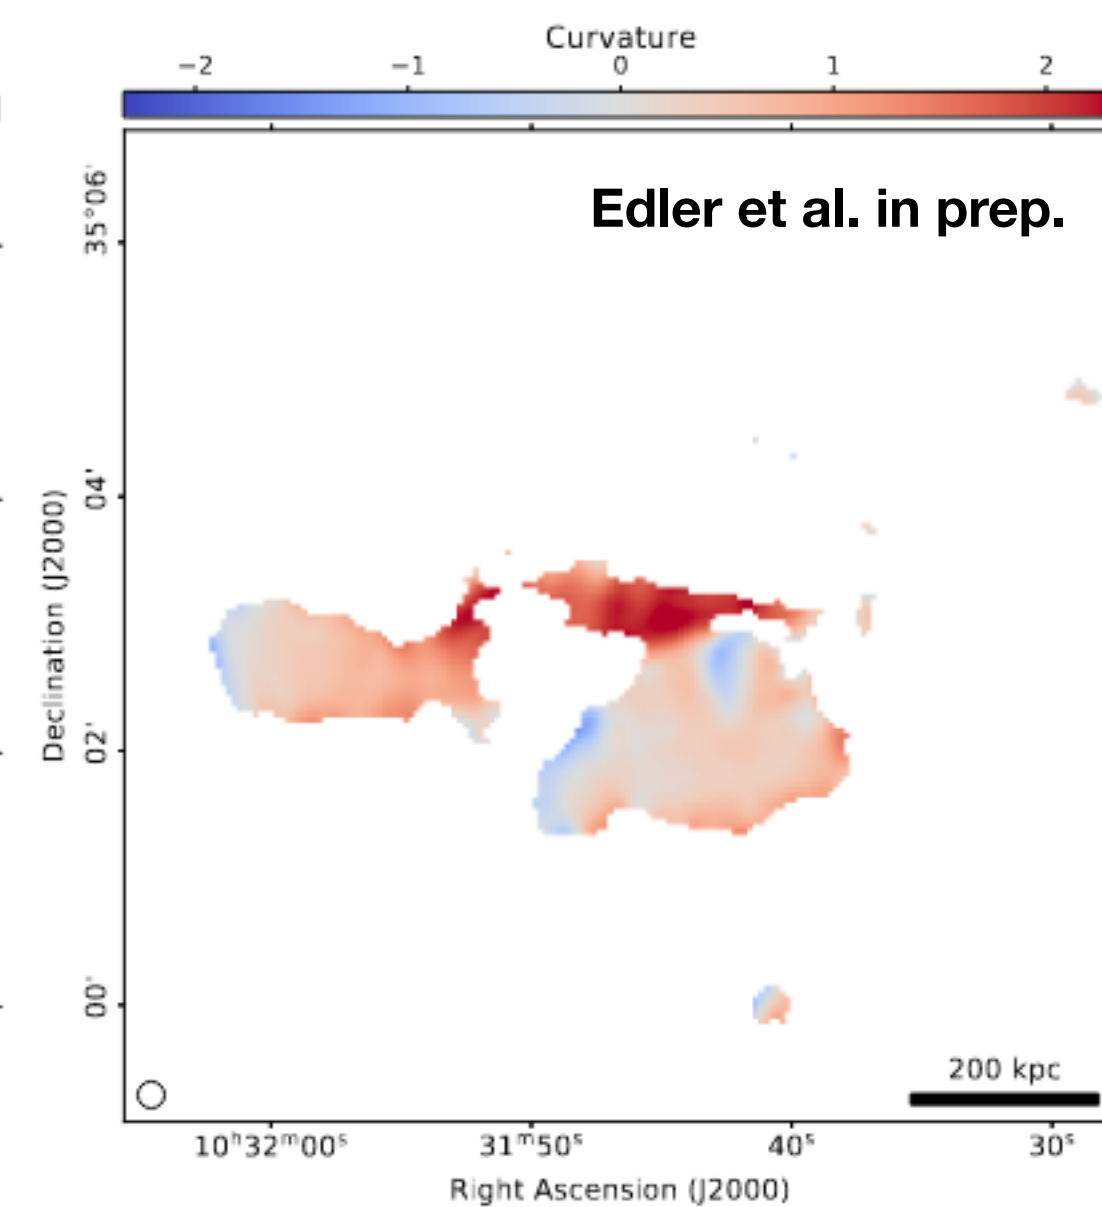 Curvature
−2 −1 0 1 2
Edler et al. in prep.
35°06'
04'
02'
00'
Declination (J2000)
200 kpc
10ʰ32ᵐ00ˢ 31ᵐ50ˢ 40ˢ 30ˢ
Right Ascension (J2000)